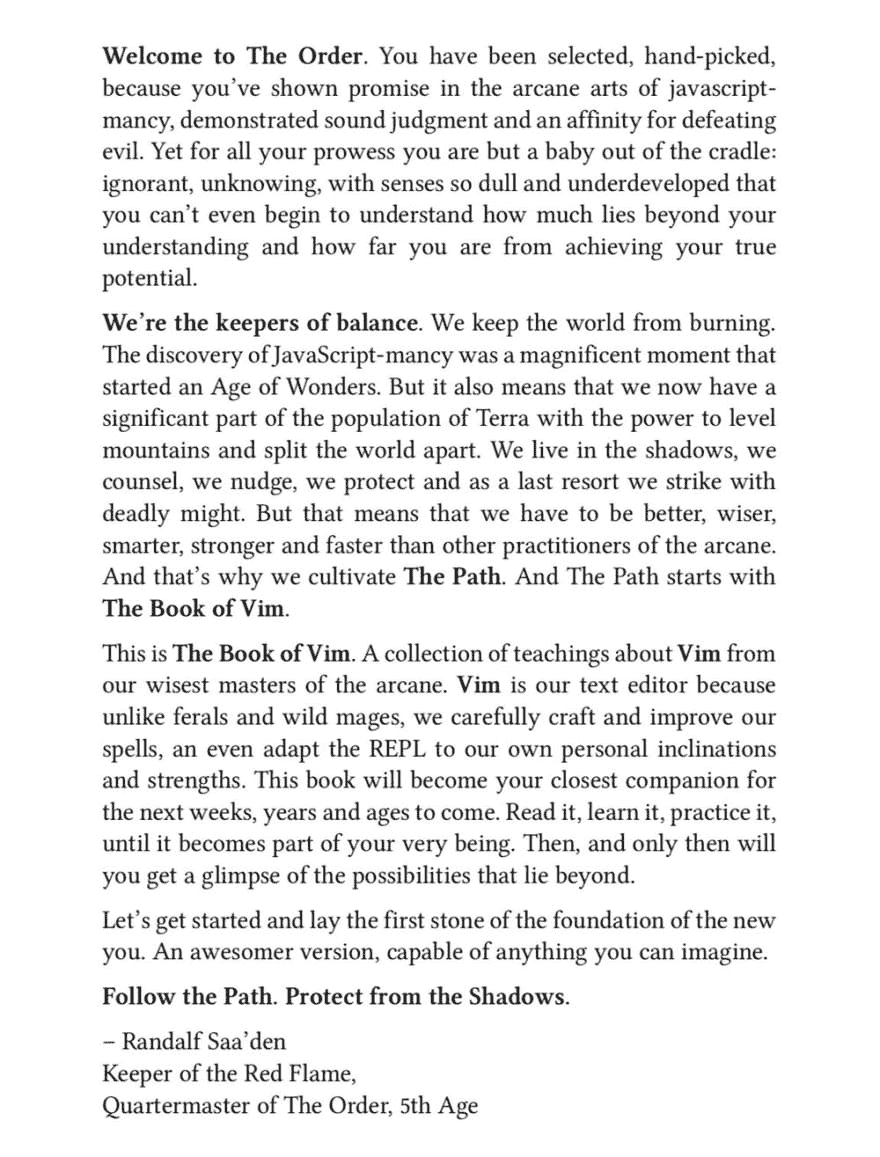 Welcome to The Order. You have been selected, hand-picked,
because you’ve shown promise in the arcane arts of javascript-
mancy, demonstrated sound judgment and an affinity for defeating
evil. Yet for all your prowess you are but a baby out of the cradle:
ignorant, unknowing, with senses so dull and underdeveloped that
you can’t even begin to understand how much lies beyond your
understanding and how far you are from achieving your true
potential.
We’re the keepers of balance. We keep the world from burning.
The discovery of JavaScript-mancy was a magnificent moment that
started an Age of Wonders. But it also means that we now have a
significant part of the population of Terra with the power to level
mountains and split the world apart. We live in the shadows, we
counsel, we nudge, we protect and as a last resort we strike with
deadly might. But that means that we have to be better, wiser,
smarter, stronger and faster than other practitioners of the arcane.
And that’s why we cultivate The Path. And The Path starts with
The Book of Vim.
This is The Book of Vim. A collection of teachings about Vim from
our wisest masters of the arcane. Vim is our text editor because
unlike ferals and wild mages, we carefully craft and improve our
spells, an even adapt the REPL to our own personal inclinations
and strengths. This book will become your closest companion for
the next weeks, years and ages to come. Read it, learn it, practice it,
until it becomes part of your very being. Then, and only then will
you get a glimpse of the possibilities that lie beyond.
Let’s get started and lay the first stone of the foundation of the new
you. An awesomer version, capable of anything you can imagine.
Follow the Path. Protect from the Shadows.
– Randalf Saa’den
Keeper of the Red Flame,
Quartermaster of The Order, 5th Age